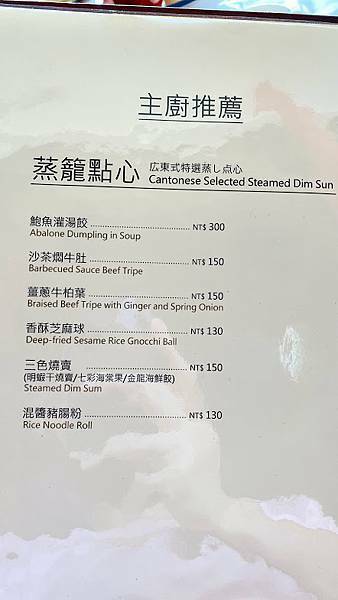 主廚推薦
蒸籠點心 広東式特選蒸し点心
Cantonese Selected Steamed Dim Sun
鮑魚灌湯餃 NT$ 300
Abalone Dumpling in Soup
沙茶燜牛肚 NT$ 150
Barbecued Sauce Beef Tripe
薑蔥牛柏葉 NT$ 150
Braised Beef Tripe with Ginger and Spring Onion
香酥芝麻球 NT$ 130
Deep-fried Sesame Rice Gnocchi Ball
三色燒賣 NT$ 150
(明蝦干燒賣/七彩海棠果/金龍海鮮餃)
Steamed Dim Sum
混醬豬腸粉 NT$ 130
Rice Noodle Roll